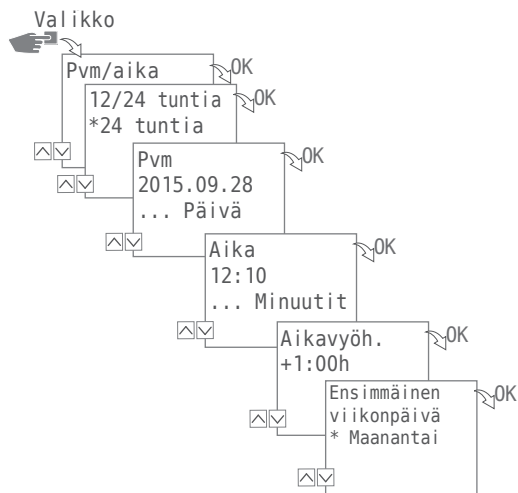 Valikko
Pvm/aika
OK
12/24 tuntia
*24 tuntia
OK
Pvm
2015.09.28
... Päivä
OK
Aika
12:10
... Minuutit
OK
Aikavyöh.
+1:00h
OK
Ensimmäinen
viikonpäivä
* Maanantai
OK